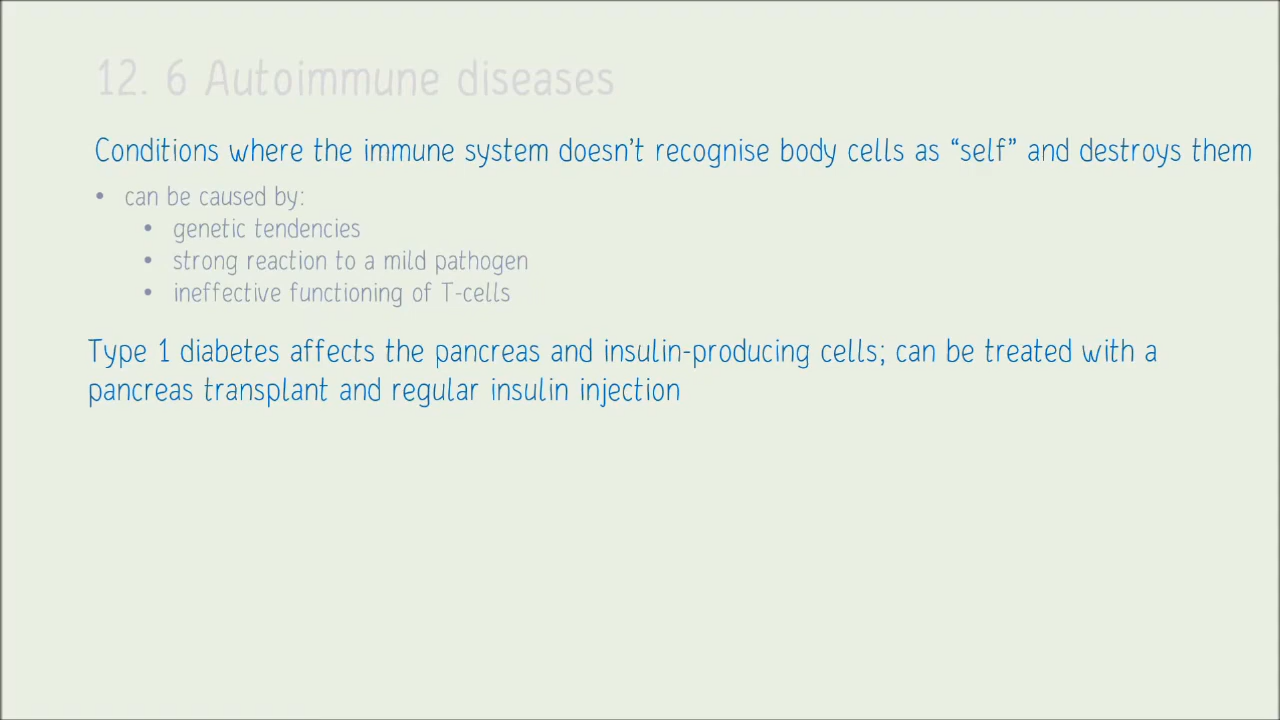 12. 6 Autoimmune diseases
Conditions where the immune system doesn’t recognise body cells as “self” and destroys them
• can be caused by:
• genetic tendencies
• strong reaction to a mild pathogen
• ineffective functioning of T-cells
Type 1 diabetes affects the pancreas and insulin-producing cells; can be treated with a
pancreas transplant and regular insulin injection